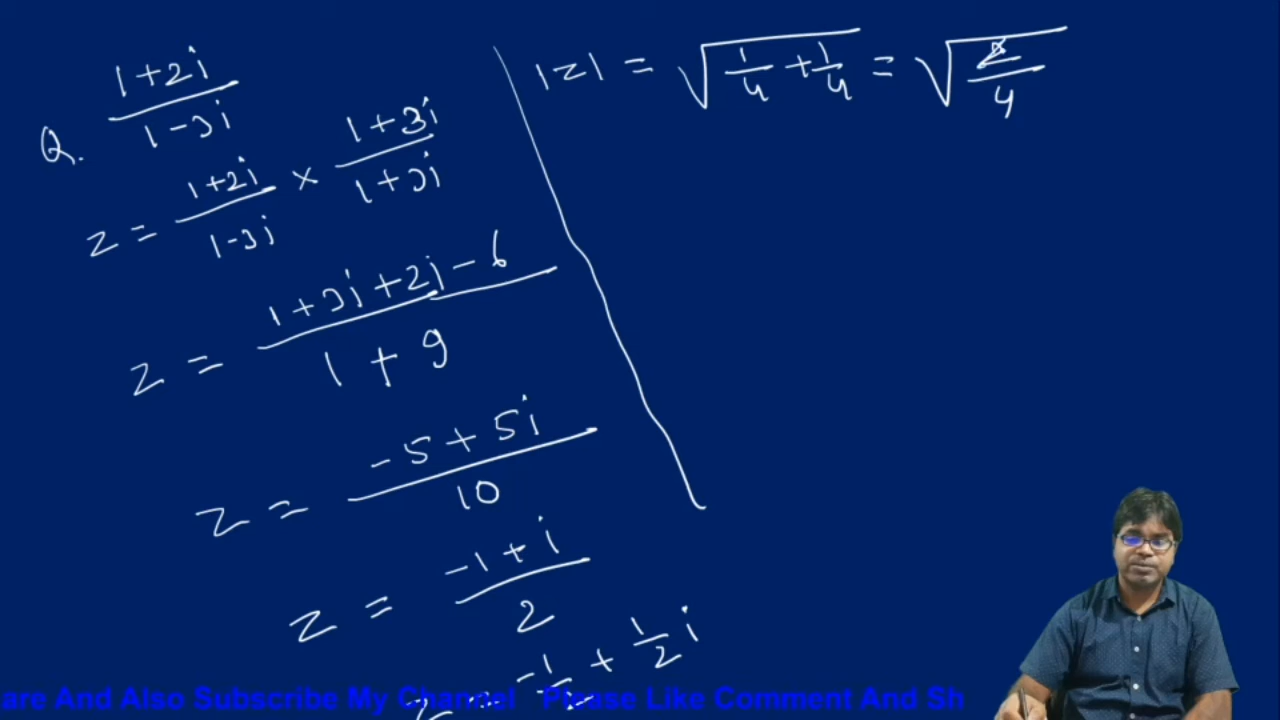 Q. (1+2i)/(1-3i)
z = (1+2i)/(1-3i) × (1+3i)/(1+3i)
z = (1+3i+2i-6)/(1+9)
z = (-5+5i)/10
z = (-1+i)/2
z = -1/2 + 1/2 i
|z| = √(1/4 + 1/4) = √(2/4)
are And Also Subscribe My Channel Please Like Comment And Sh